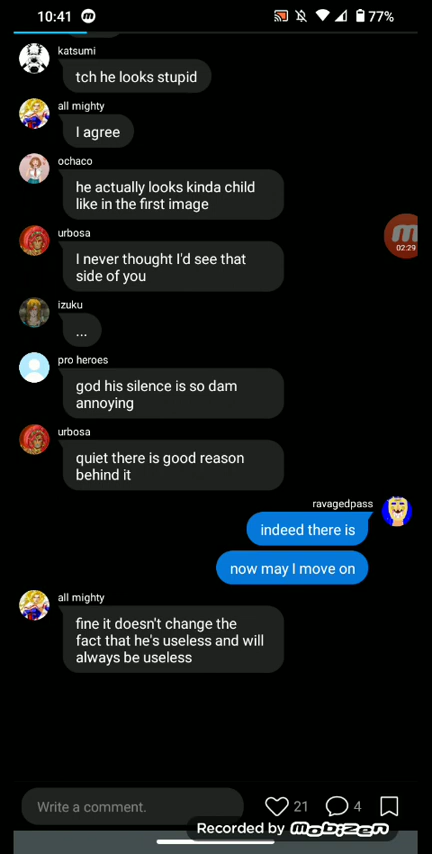 10:41
77%
katsumi
tch he looks stupid
all mighty
I agree
ochaco
he actually looks kinda child
like in the first image
02:29
urbosa
I never thought I'd see that
side of you
izuku
...
pro heroes
god his silence is so dam
annoying
urbosa
quiet there is good reason
behind it
ravagedpass
indeed there is
now may I move on
all mighty
fine it doesn't change the
fact that he's useless and will
always be useless
Write a comment.
21
4
Recorded by mobizen